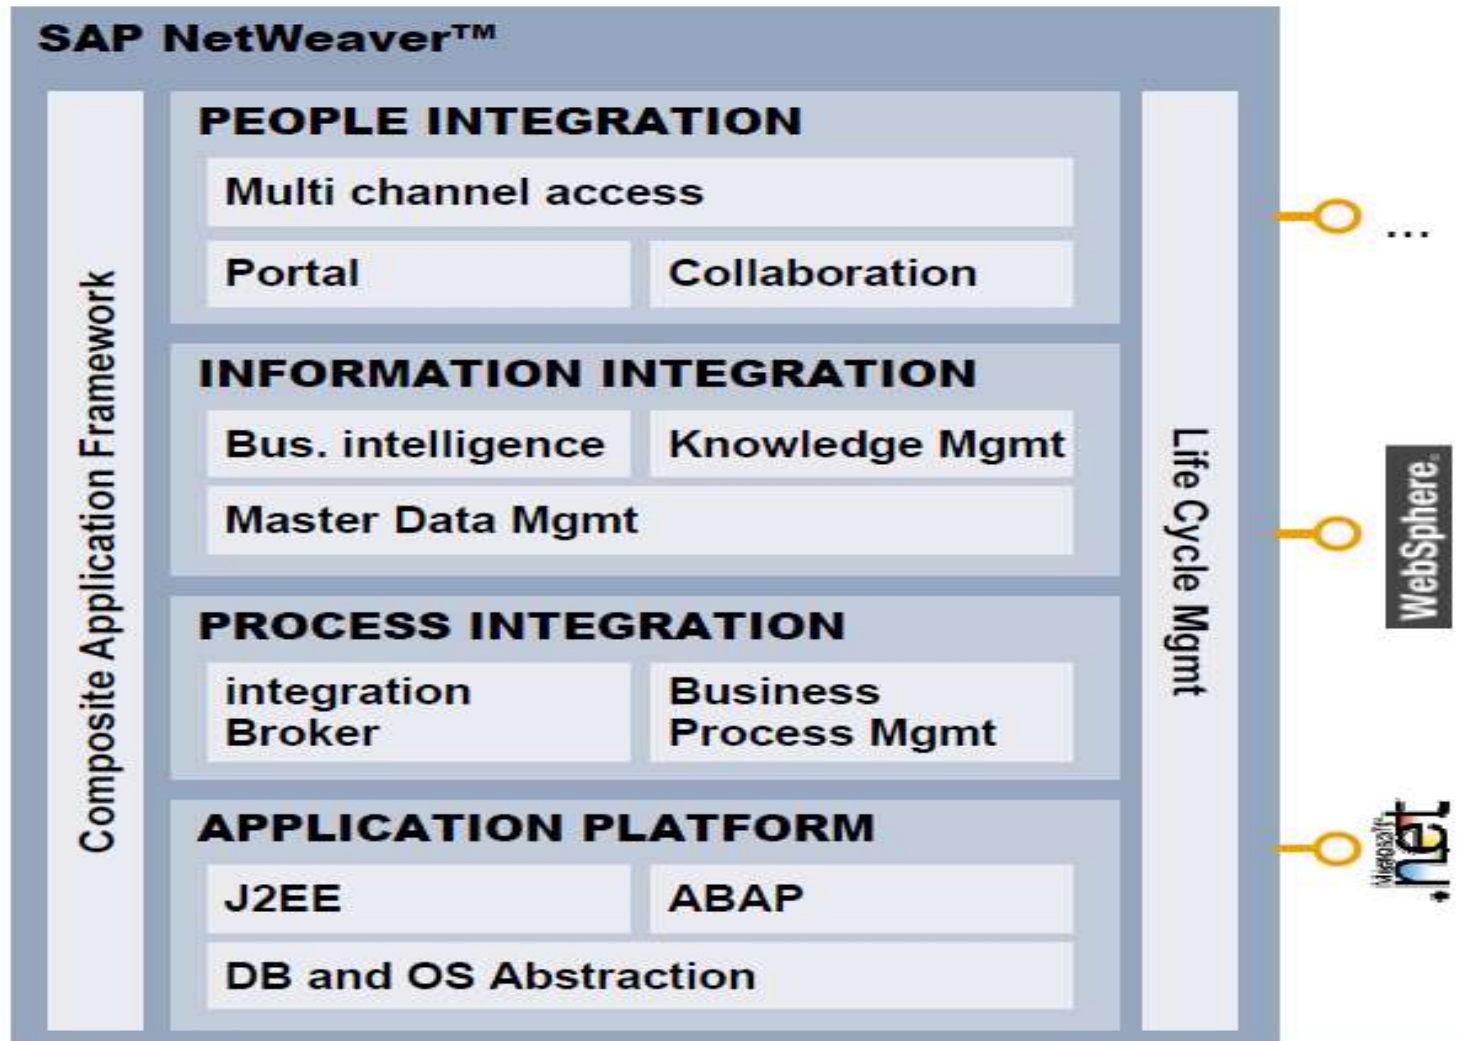 SAP NetWeaver™
Composite Application Framework
PEOPLE INTEGRATION
Multi channel access
Portal
Collaboration
INFORMATION INTEGRATION
Bus. intelligence
Knowledge Mgmt
Master Data Mgmt
PROCESS INTEGRATION
integration
Broker
Business
Process Mgmt
APPLICATION PLATFORM
J2EE
ABAP
DB and OS Abstraction
Life Cycle Mgmt
...
WebSphere.
Microsoft
.net